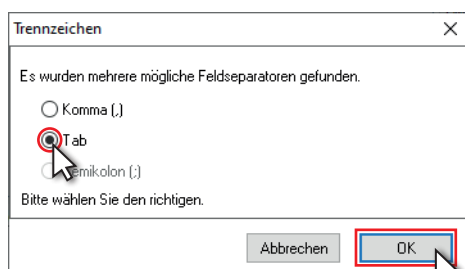 Trennzeichen
Es wurden mehrere mögliche Feldseparatoren gefunden.
Komma (,)
Tab
emikolon (;)
Bitte wählen Sie den richtigen.
Abbrechen OK